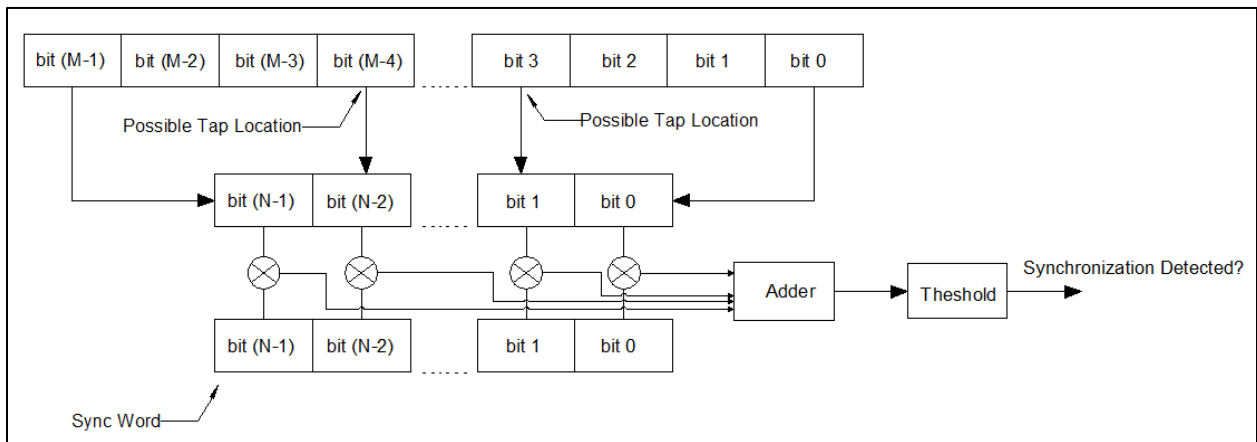 bit (M-1) bit (M-2) bit (M-3) bit (M-4) bit 3 bit 2 bit 1 bit 0
Possible Tap Location Possible Tap Location
bit (N-1) bit (N-2) bit 1 bit 0
Synchronization Detected?
Adder Theshold
bit (N-1) bit (N-2) bit 1 bit 0
Sync Word